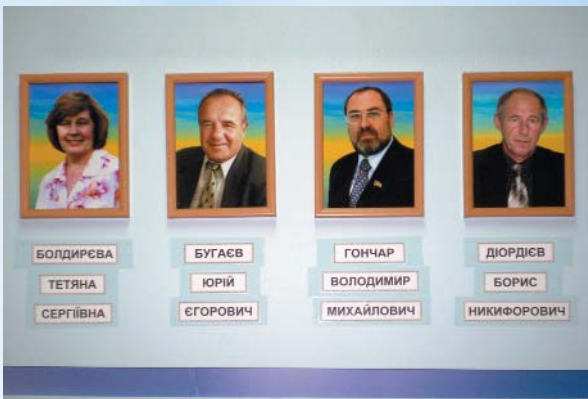 БОЛДИРЄВА
ТЕТЯНА
СЕРГІЇВНА
БУГАЄВ
ЮРІЙ
ЄГОРОВИЧ
ГОНЧАР
ВОЛОДИМИР
МИХАЙЛОВИЧ
ДІОРДІЄВ
БОРИС
НИКИФОРОВИЧ